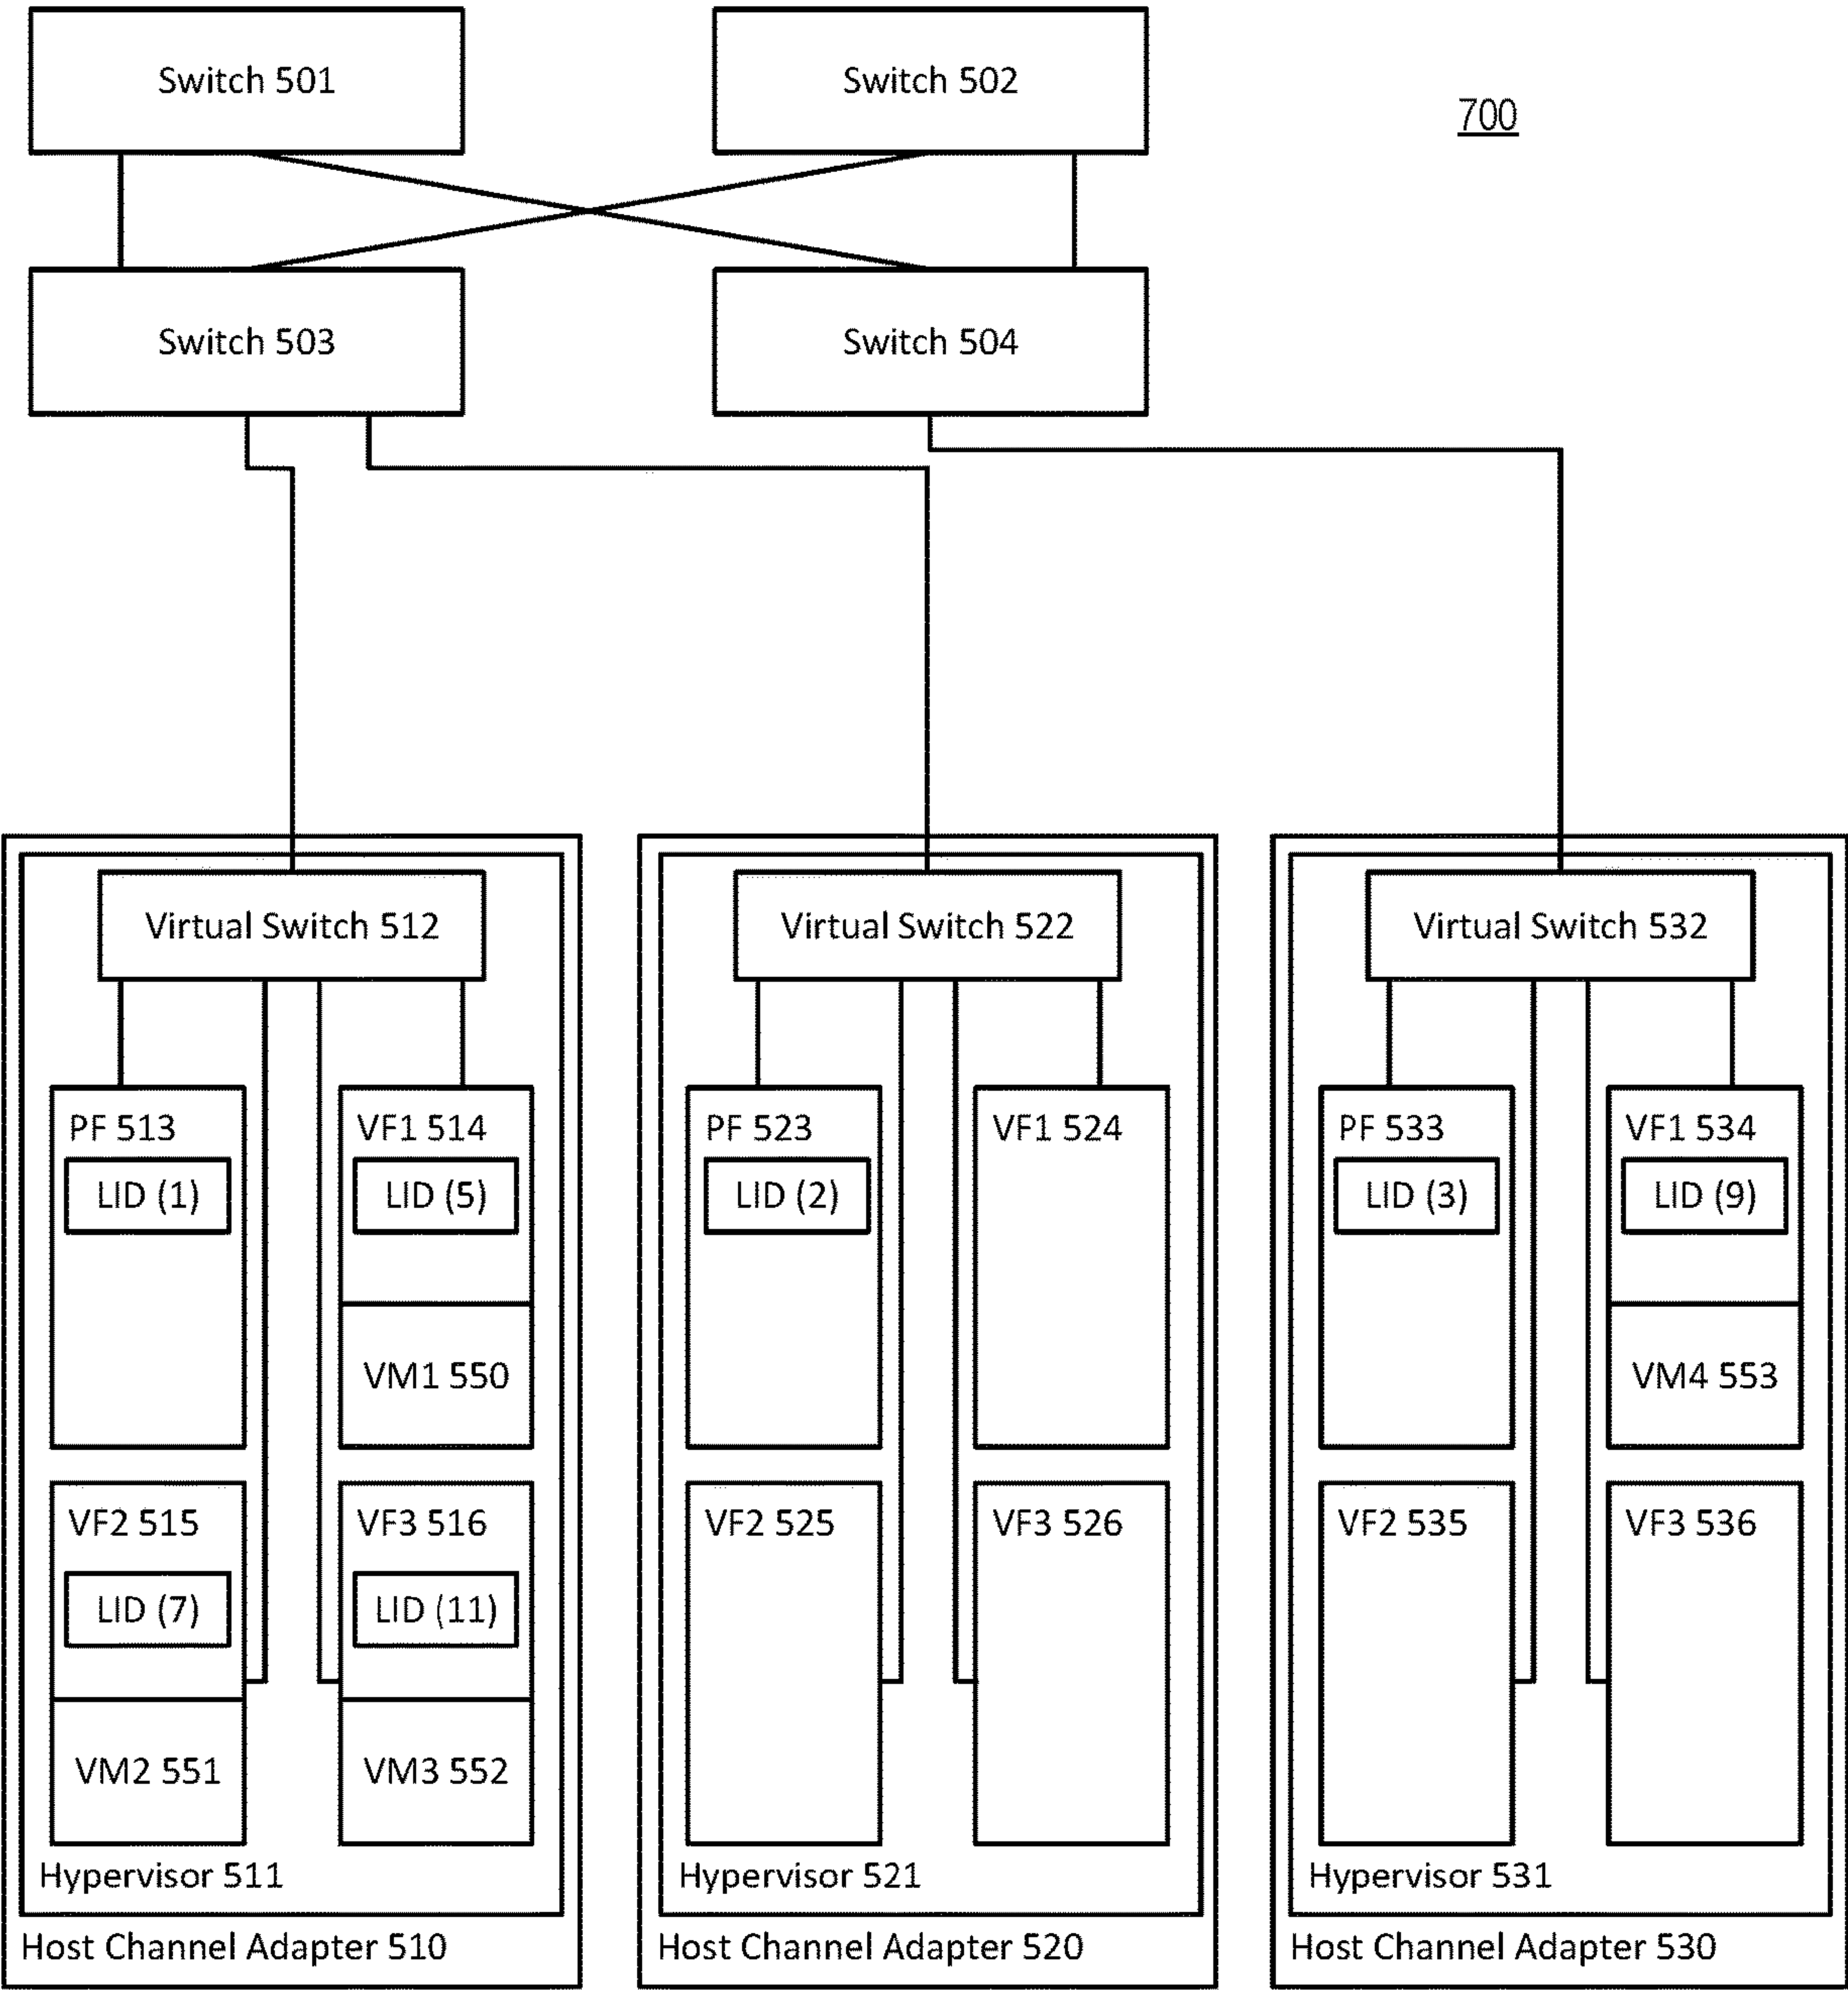 Switch 501
Switch 502
700
Switch 503
Switch 504
Virtual Switch 512
PF 513
LID (1)
VF1 514
LID (5)
VM1 550
VF2 515
LID (7)
VM2 551
VF3 516
LID (11)
VM3 552
Hypervisor 511
Host Channel Adapter 510
Virtual Switch 522
PF 523
LID (2)
VF1 524
VF2 525
VF3 526
Hypervisor 521
Host Channel Adapter 520
Virtual Switch 532
PF 533
LID (3)
VF1 534
LID (9)
VM4 553
VF2 535
VF3 536
Hypervisor 531
Host Channel Adapter 530